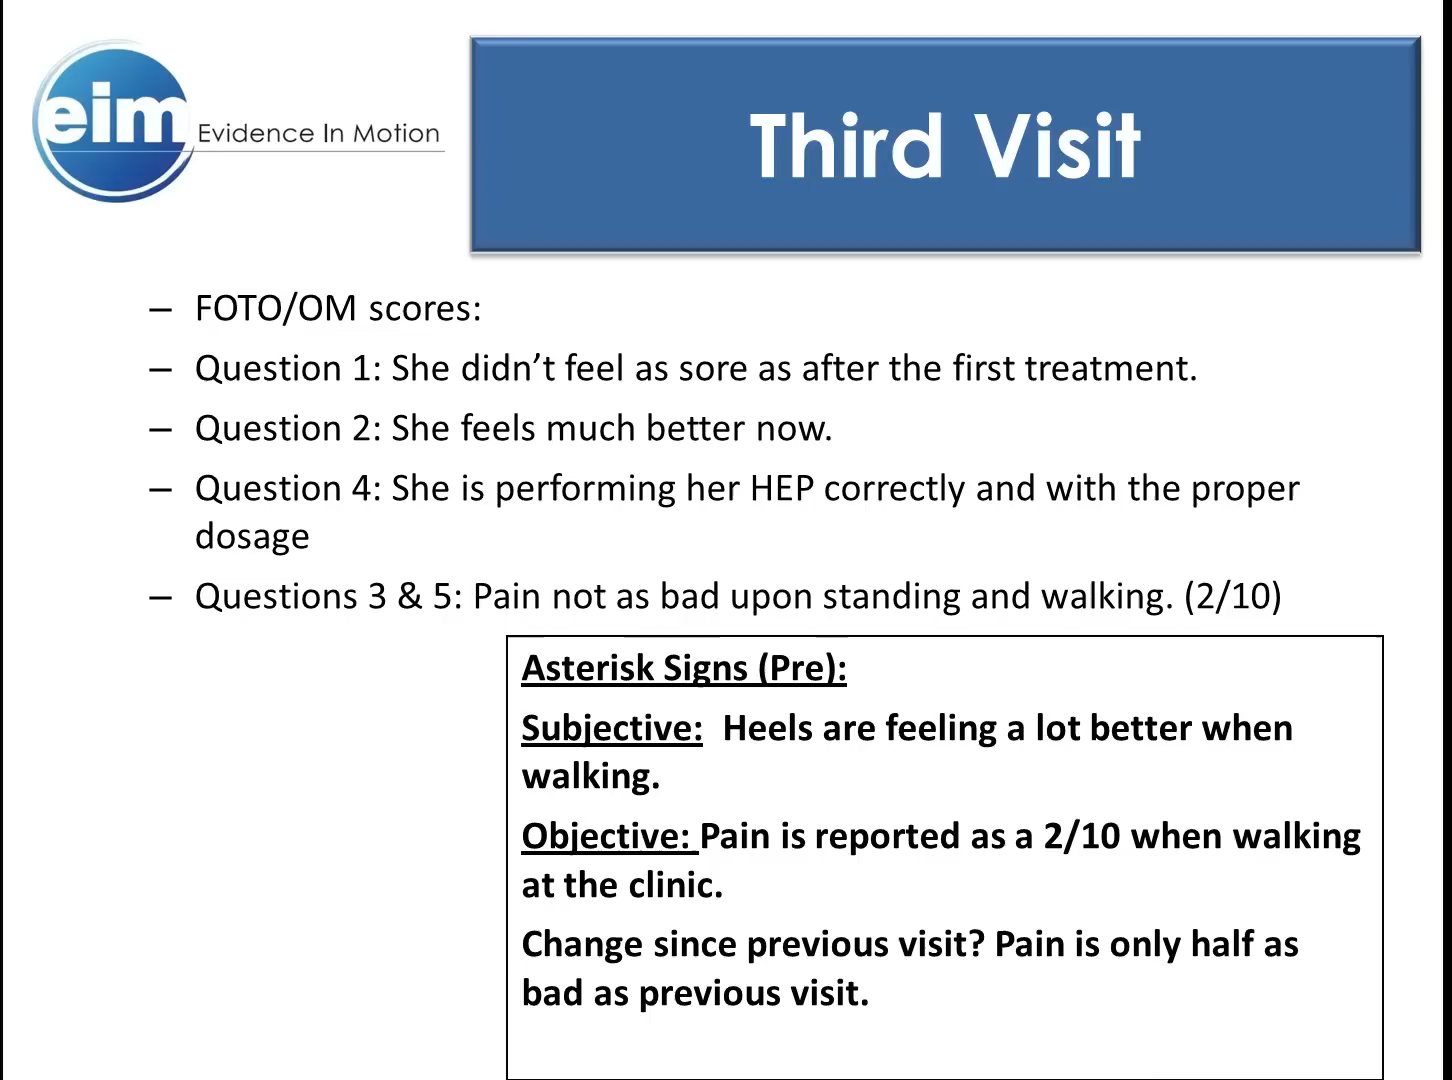 eim Evidence In Motion
Third Visit
– FOTO/OM scores:
– Question 1: She didn’t feel as sore as after the first treatment.
– Question 2: She feels much better now.
– Question 4: She is performing her HEP correctly and with the proper
dosage
– Questions 3 & 5: Pain not as bad upon standing and walking. (2/10)
Asterisk Signs (Pre):
Subjective: Heels are feeling a lot better when
walking.
Objective: Pain is reported as a 2/10 when walking
at the clinic.
Change since previous visit? Pain is only half as
bad as previous visit.